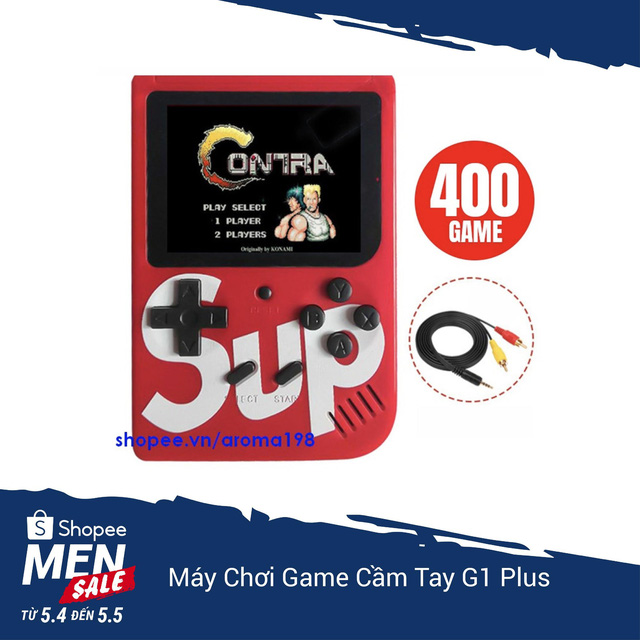 Shopee
CONTRA
PLAY SELECT
1 PLAYER
2 PLAYERS
Originally by KONAMI
400
GAME
Y
B
X
A
Sup
SELECT
START
shopee.vn/aroma198
S Shopee
MEN
SALE
TỪ 5.4 ĐẾN 5.5
Máy Chơi Game Cầm Tay G1 Plus